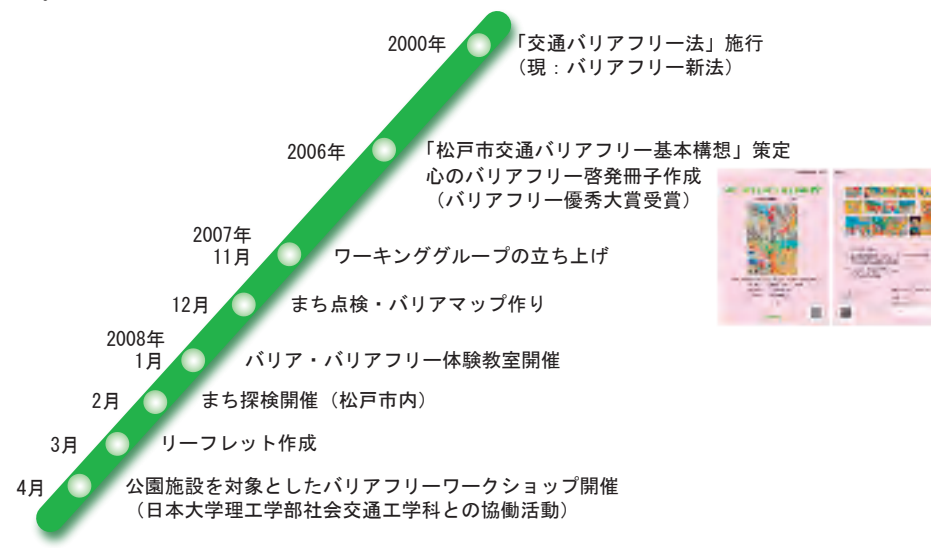 2000年
「交通バリアフリー法」施行
（現：バリアフリー新法）
2006年
「松戸市交通バリアフリー基本構想」策定
心のバリアフリー啓発冊子作成
（バリアフリー優秀大賞受賞）
2007年
11月
ワーキンググループの立ち上げ
12月
まち点検・バリアマップ作り
2008年
1月
バリア・バリアフリー体験教室開催
2月
まち探検開催（松戸市内）
3月
リーフレット作成
4月
公園施設を対象としたバリアフリーワークショップ開催
（日本大学理工学部社会交通工学科との協働活動）